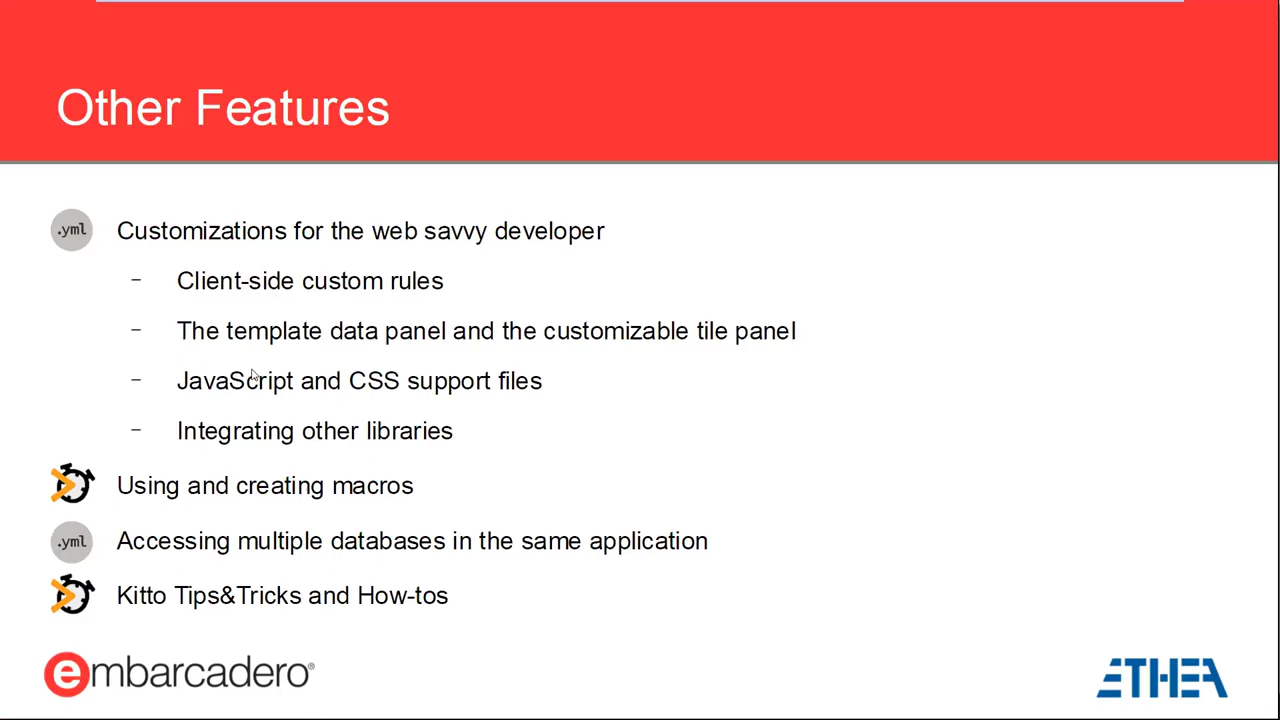 Other Features
.yml Customizations for the web savvy developer
– Client-side custom rules
– The template data panel and the customizable tile panel
– JavaScript and CSS support files
– Integrating other libraries
Using and creating macros
.yml Accessing multiple databases in the same application
Kitto Tips&Tricks and How-tos
embarcadero®
ETHEA